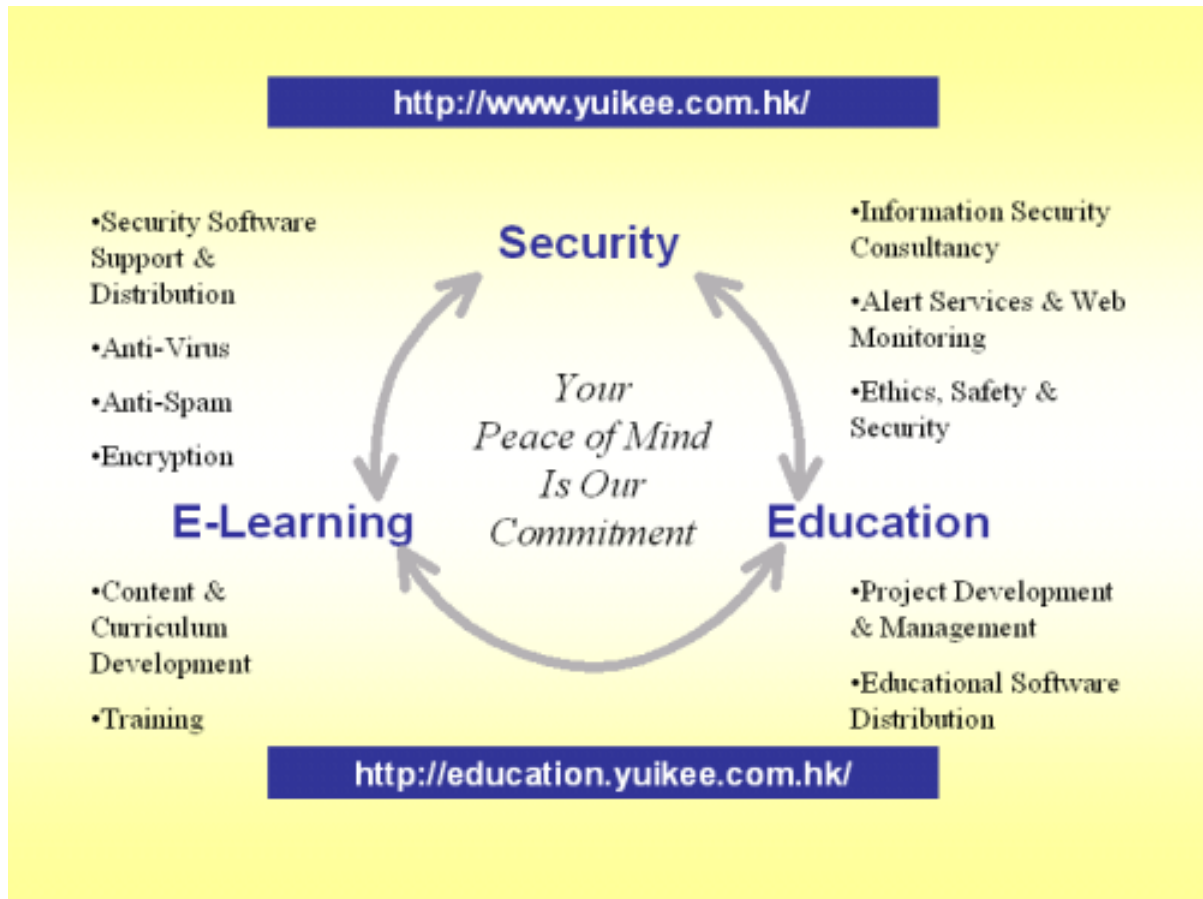 http://www.yuikee.com.hk/
•Security Software
Support &
Distribution
•Anti-Virus
•Anti-Spam
•Encryption
Security
•Information Security
Consultancy
•Alert Services & Web
Monitoring
•Ethics, Safety &
Security
Your
Peace of Mind
Is Our
Commitment
E-Learning
Education
•Content &
Curriculum
Development
•Training
•Project Development
& Management
•Educational Software
Distribution
http://education.yuikee.com.hk/